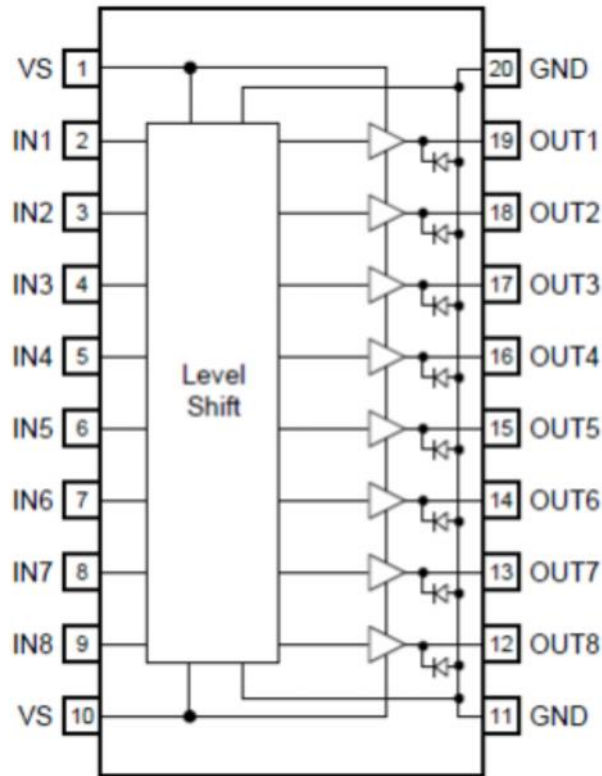 VS 1 20 GND
IN1 2 19 OUT1
IN2 3 18 OUT2
IN3 4 17 OUT3
IN4 5 16 OUT4
Level
Shift
IN5 6 15 OUT5
IN6 7 14 OUT6
IN7 8 13 OUT7
IN8 9 12 OUT8
VS 10 11 GND